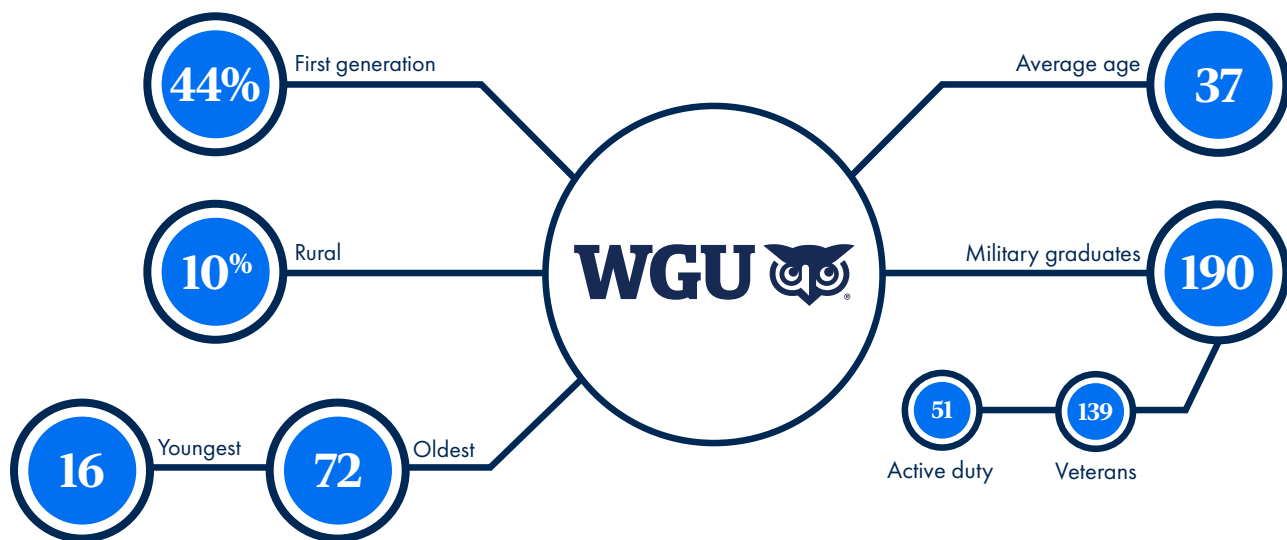 44%
First generation
10%
Rural
16
Youngest
72
Oldest
WGU
®
Average age
37
Military graduates
190
51
Active duty
139
Veterans